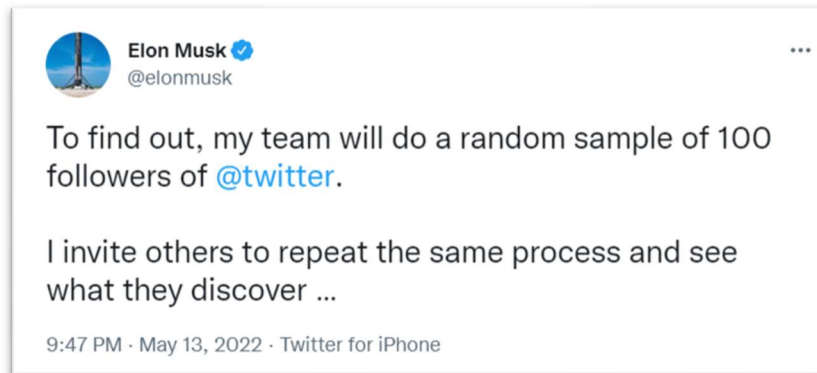 Elon Musk
@elonmusk
To find out, my team will do a random sample of 100
followers of @twitter.
I invite others to repeat the same process and see
what they discover ...
9:47 PM · May 13, 2022 · Twitter for iPhone